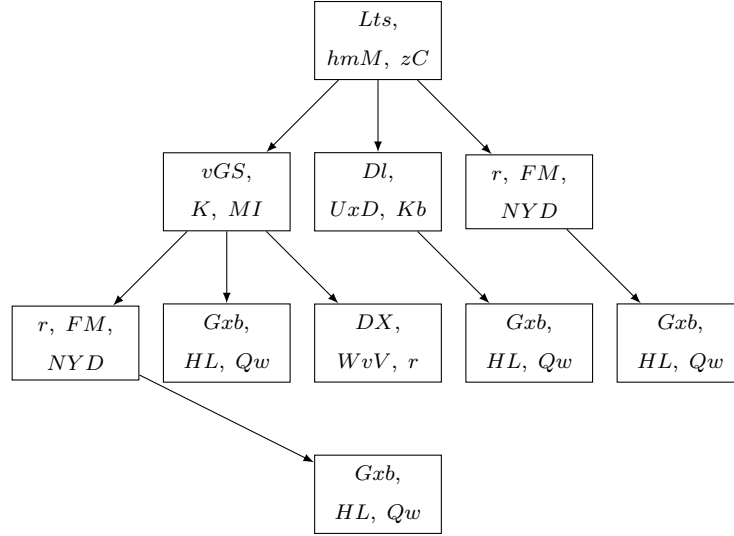 Lts,
hmM, zC
vGS,
K, MI
Dl,
UxD, Kb
r, FM,
NYD
r, FM,
NYD
Gxb,
HL, Qw
DX,
WvV, r
Gxb,
HL, Qw
Gxb,
HL, Qw
Gxb,
HL, Qw